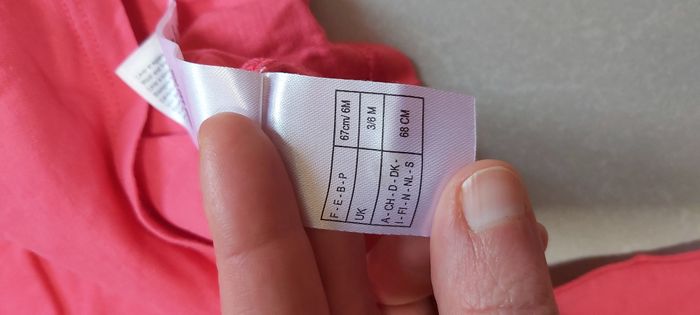 F - E - B - P 67cm/ 6M
UK 3/6 M
A - CH - D - DK - 68 CM
I - FI - N - NL - S